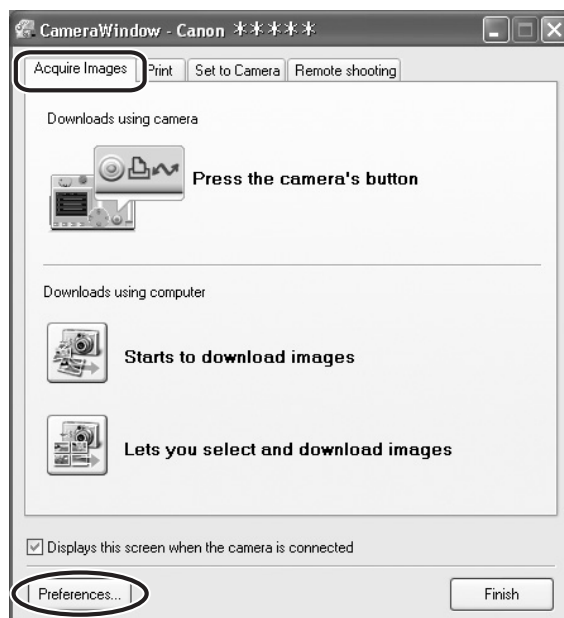 CameraWindow - Canon *****
Acquire Images Print Set to Camera Remote shooting
Downloads using camera
Press the camera's button
Downloads using computer
Starts to download images
Lets you select and download images
Displays this screen when the camera is connected
Preferences... Finish